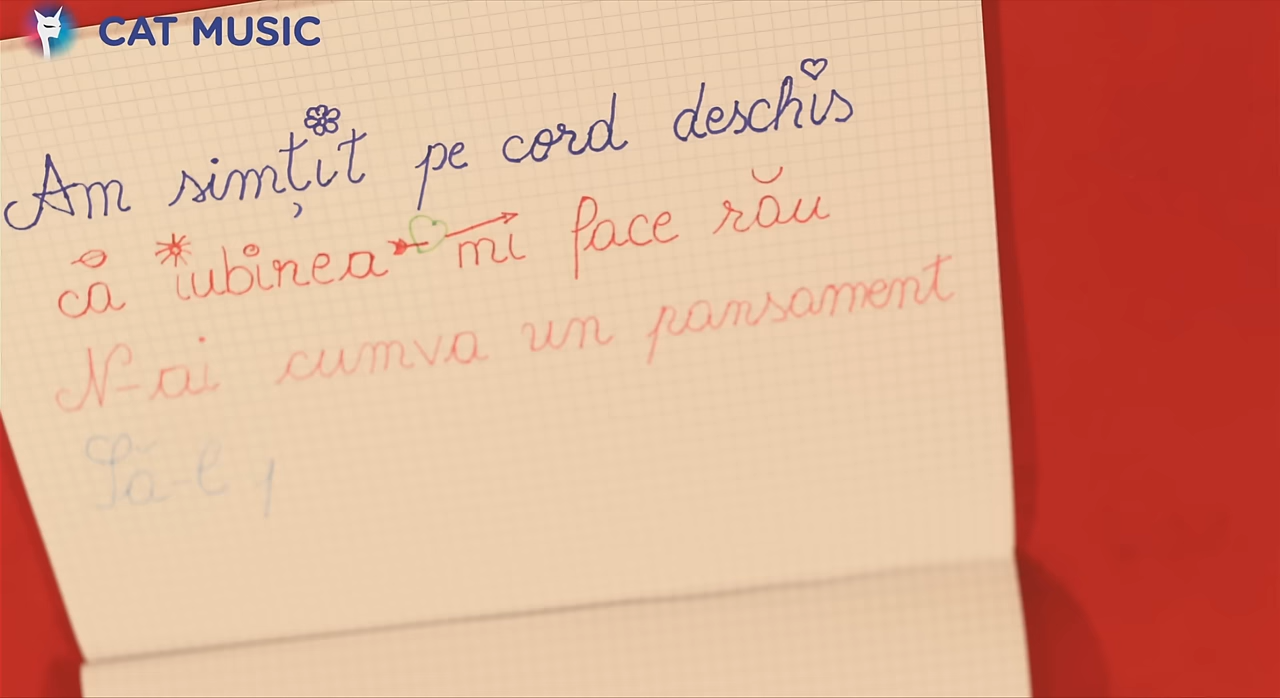 CAT MUSIC
Am simțit pe cord deschis
că iubirea mi face rău
N-ai cumva un pansament
Să-l